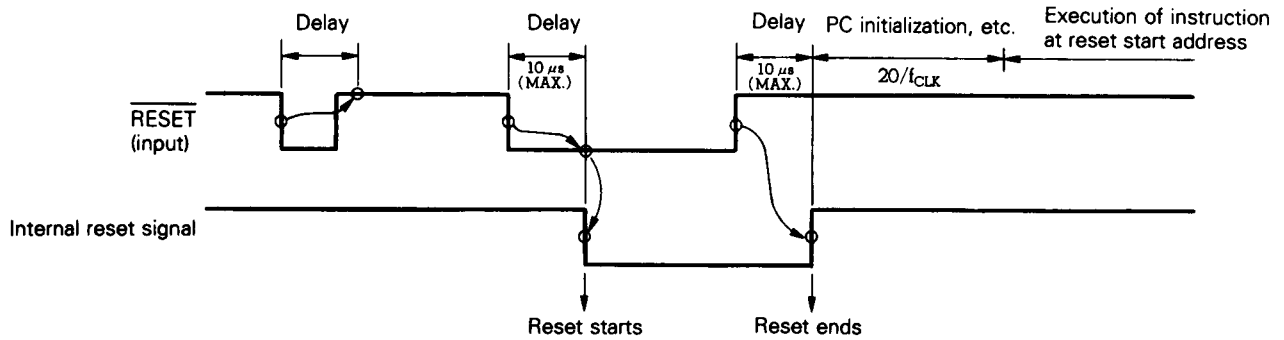 Delay
Delay
Delay
PC initialization, etc.
Execution of instruction
at reset start address
10 μs
(MAX.)
10 μs
(MAX.)
20/fCLK
RESET
(input)
Internal reset signal
Reset starts
Reset ends